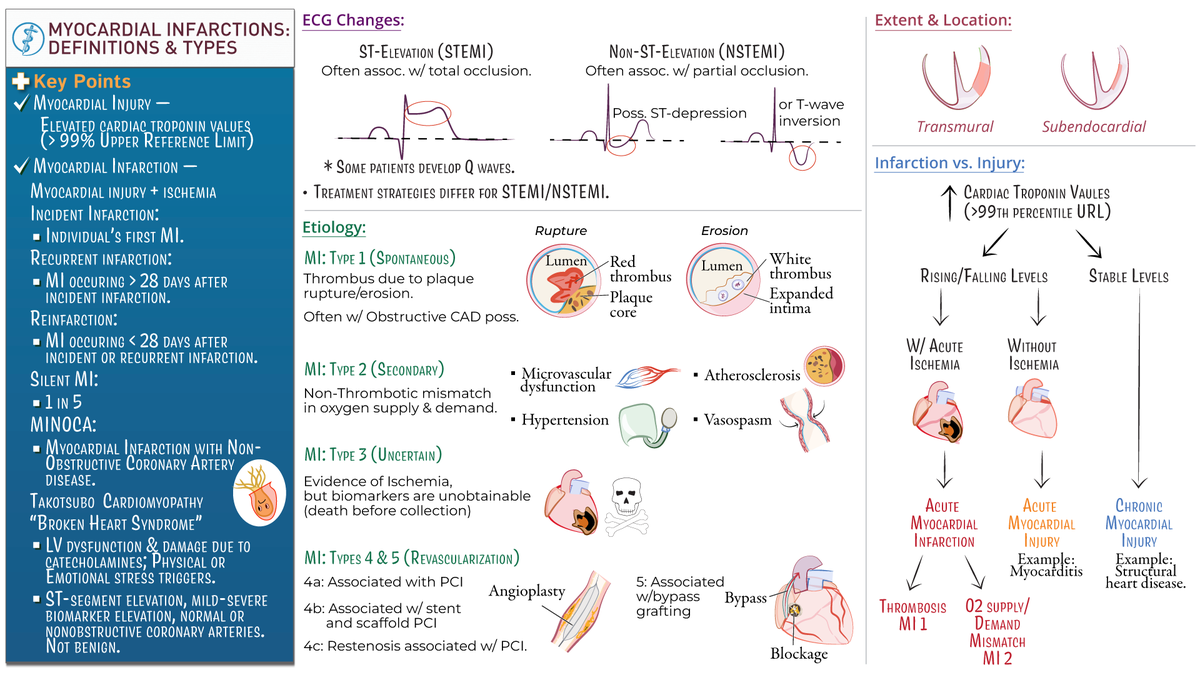 MYOCARDIAL INFARCTIONS:
DEFINITIONS & TYPES
Key Points
MYOCARDIAL INJURY –
ELEVATED CARDIAC TROPONIN VALUES
(> 99% UPPER REFERENCE LIMIT)
MYOCARDIAL INFARCTION –
MYOCARDIAL INJURY + ISCHEMIA
INCIDENT INFARCTION:
▪ INDIVIDUAL'S FIRST MI.
RECURRENT INFARCTION:
▪ MI OCCURING > 28 DAYS AFTER
INCIDENT INFARCTION.
REINFARCTION:
▪ MI OCCURING < 28 DAYS AFTER
INCIDENT OR RECURRENT INFARCTION.
SILENT MI:
▪ 1 IN 5
MINOCA:
▪ MYOCARDIAL INFARCTION WITH NON-
OBSTRUCTIVE CORONARY ARTERY
DISEASE.
TAKOTSUBO CARDIOMYOPATHY
"BROKEN HEART SYNDROME"
▪ LV DYSFUNCTION & DAMAGE DUE TO
CATECHOLAMINES; PHYSICAL OR
EMOTIONAL STRESS TRIGGERS.
▪ ST-SEGMENT ELEVATION, MILD-SEVERE
BIOMARKER ELEVATION, NORMAL OR
NONOBSTRUCTIVE CORONARY ARTERIES.
NOT BENIGN.
ECG Changes:
ST-ELEVATION (STEMI)
Often assoc. w/ total occlusion.
NON-ST-ELEVATION (NSTEMI)
Often assoc. w/ partial occlusion.
Poss. ST-depression
or T-wave
inversion
* SOME PATIENTS DEVELOP Q WAVES.
• TREATMENT STRATEGIES DIFFER FOR STEMI/NSTEMI.
Etiology:
MI: TYPE 1 (SPONTANEOUS)
Thrombus due to plaque
rupture/erosion.
Often w/ Obstructive CAD poss.
Rupture
Lumen
Red
thrombus
Plaque
core
Erosion
Lumen
White
thrombus
Expanded
intima
MI: TYPE 2 (SECONDARY)
Non-Thrombotic mismatch
in oxygen supply & demand.
▪ Microvascular
dysfunction
▪ Atherosclerosis
▪ Hypertension
▪ Vasospasm
MI: TYPE 3 (UNCERTAIN)
Evidence of Ischemia,
but biomarkers are unobtainable
(death before collection)
MI: TYPES 4 & 5 (REVASCULARIZATION)
4a: Associated with PCI
4b: Associated w/ stent
and scaffold PCI
4c: Restenosis associated w/ PCI.
Angioplasty
5: Associated
w/bypass
grafting
Bypass
Blockage
Extent & Location:
Transmural
Subendocardial
Infarction vs. Injury:
CARDIAC TROPONIN VAULES
(>99TH PERCENTILE URL)
RISING/FALLING LEVELS
STABLE LEVELS
W/ ACUTE
ISCHEMIA
WITHOUT
ISCHEMIA
ACUTE
MYOCARDIAL
INFARCTION
ACUTE
MYOCARDIAL
INJURY
Example:
Myocarditis
CHRONIC
MYOCARDIAL
INJURY
Example:
Structural
heart disease.
THROMBOSIS
MI 1
O2 SUPPLY/
DEMAND
MISMATCH
MI 2